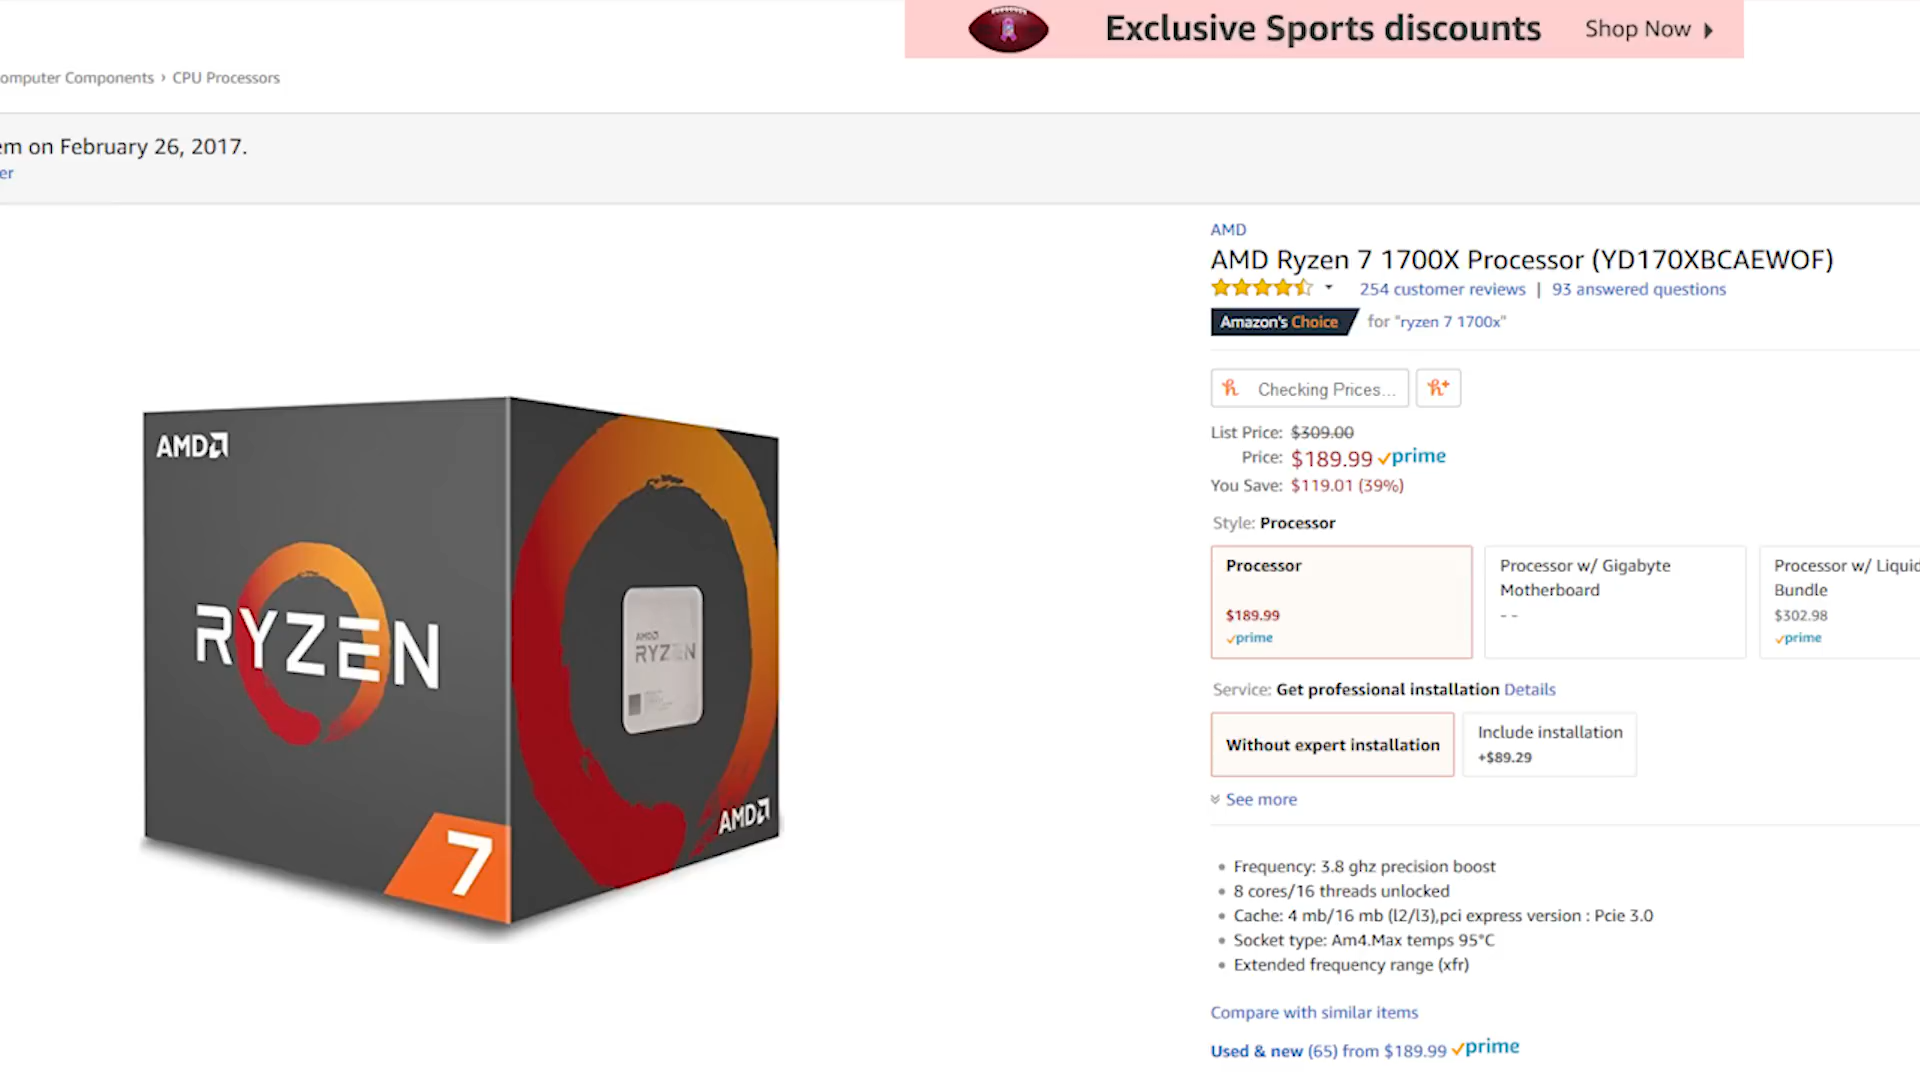 Exclusive Sports discounts Shop Now
omputer Components › CPU Processors
em on February 26, 2017.
er
AMD
AMD Ryzen 7 1700X Processor (YD170XBCAEWOF)
254 customer reviews | 93 answered questions
Amazon's Choice for "ryzen 7 1700x"
Checking Prices...
List Price: $309.00
Price: $189.99 prime
You Save: $119.01 (39%)
Style: Processor
Processor
$189.99
prime
Processor w/ Gigabyte
Motherboard
- -
Processor w/ Liquid
Bundle
$302.98
prime
Service: Get professional installation Details
Without expert installation
Include installation
+$89.29
See more
Frequency: 3.8 ghz precision boost
8 cores/16 threads unlocked
Cache: 4 mb/16 mb (l2/l3),pci express version : Pcie 3.0
Socket type: Am4.Max temps 95°C
Extended frequency range (xfr)
Compare with similar items
Used & new (65) from $189.99 prime
AMD
RYZEN
7
AMD
RYZEN
AMD